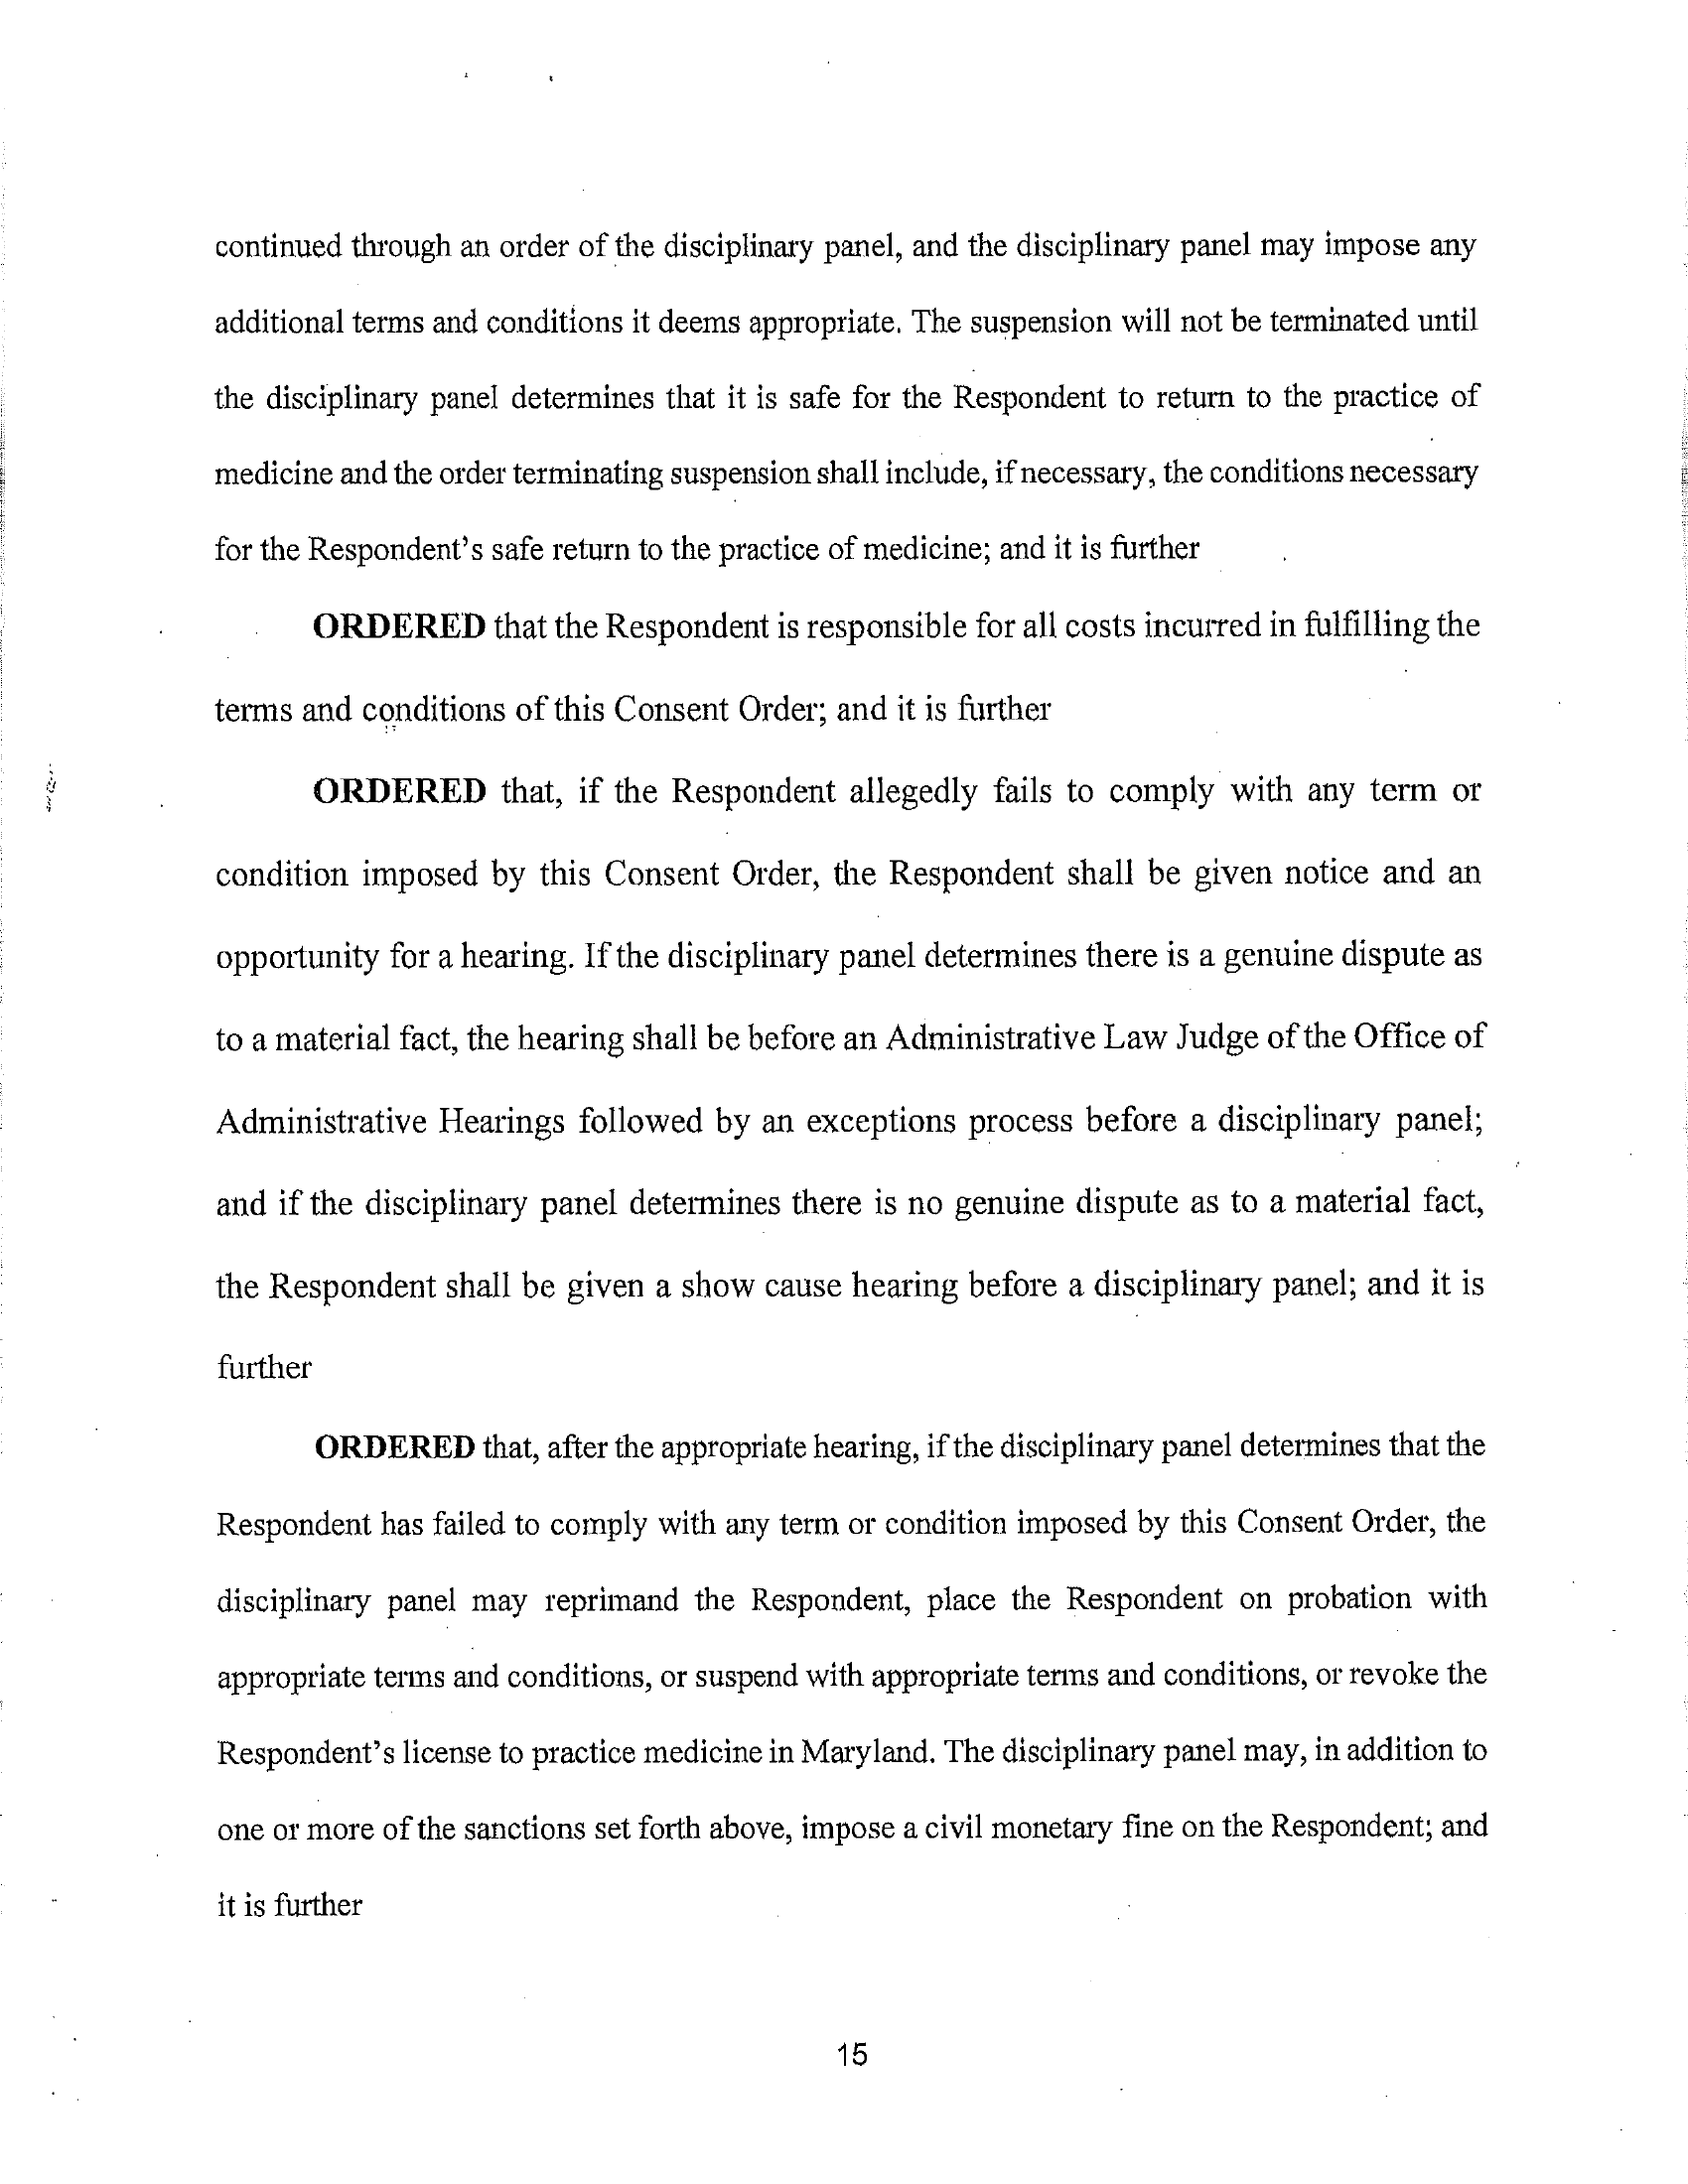 continued through an order of the disciplinary panel, and the disciplinary panel may impose any
additional terms and conditions it deems appropriate. The suspension will not be terminated until
the disciplinary panel determines that it is safe for the Respondent to return to the practice of
medicine and the order terminating suspension shall include, if necessary, the conditions necessary
for the Respondent's safe return to the practice of medicine; and it is further
ORDERED that the Respondent is responsible for all costs incurred in fulfilling the
terms and conditions of this Consent Order; and it is further
ORDERED that, if the Respondent allegedly fails to comply with any term or
condition imposed by this Consent Order, the Respondent shall be given notice and an
opportunity for a hearing. If the disciplinary panel determines there is a genuine dispute as
to a material fact, the hearing shall be before an Administrative Law Judge of the Office of
Administrative Hearings followed by an exceptions process before a disciplinary panel;
and if the disciplinary panel determines there is no genuine dispute as to a material fact,
the Respondent shall be given a show cause hearing before a disciplinary panel; and it is
further
ORDERED that, after the appropriate hearing, if the disciplinary panel determines that the
Respondent has failed to comply with any term or condition imposed by this Consent Order, the
disciplinary panel may reprimand the Respondent, place the Respondent on probation with
appropriate terms and conditions, or suspend with appropriate terms and conditions, or revoke the
Respondent's license to practice medicine in Maryland. The disciplinary panel may, in addition to
one or more of the sanctions set forth above, impose a civil monetary fine on the Respondent; and
it is further
15